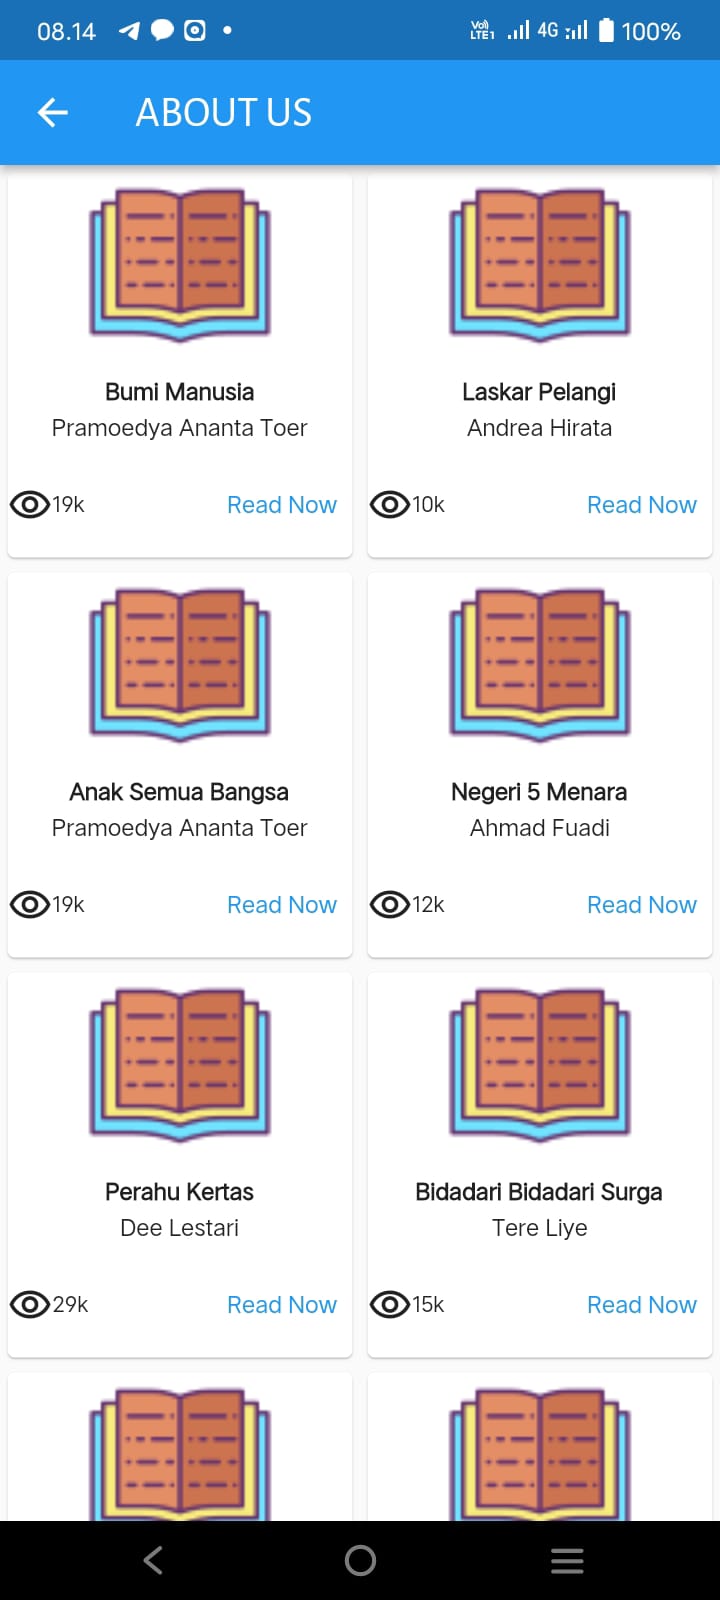 08.14 VoD LTE1 4G 100%
ABOUT US
Bumi Manusia
Pramoedya Ananta Toer
19k Read Now
Laskar Pelangi
Andrea Hirata
10k Read Now
Anak Semua Bangsa
Pramoedya Ananta Toer
19k Read Now
Negeri 5 Menara
Ahmad Fuadi
12k Read Now
Perahu Kertas
Dee Lestari
29k Read Now
Bidadari Bidadari Surga
Tere Liye
15k Read Now